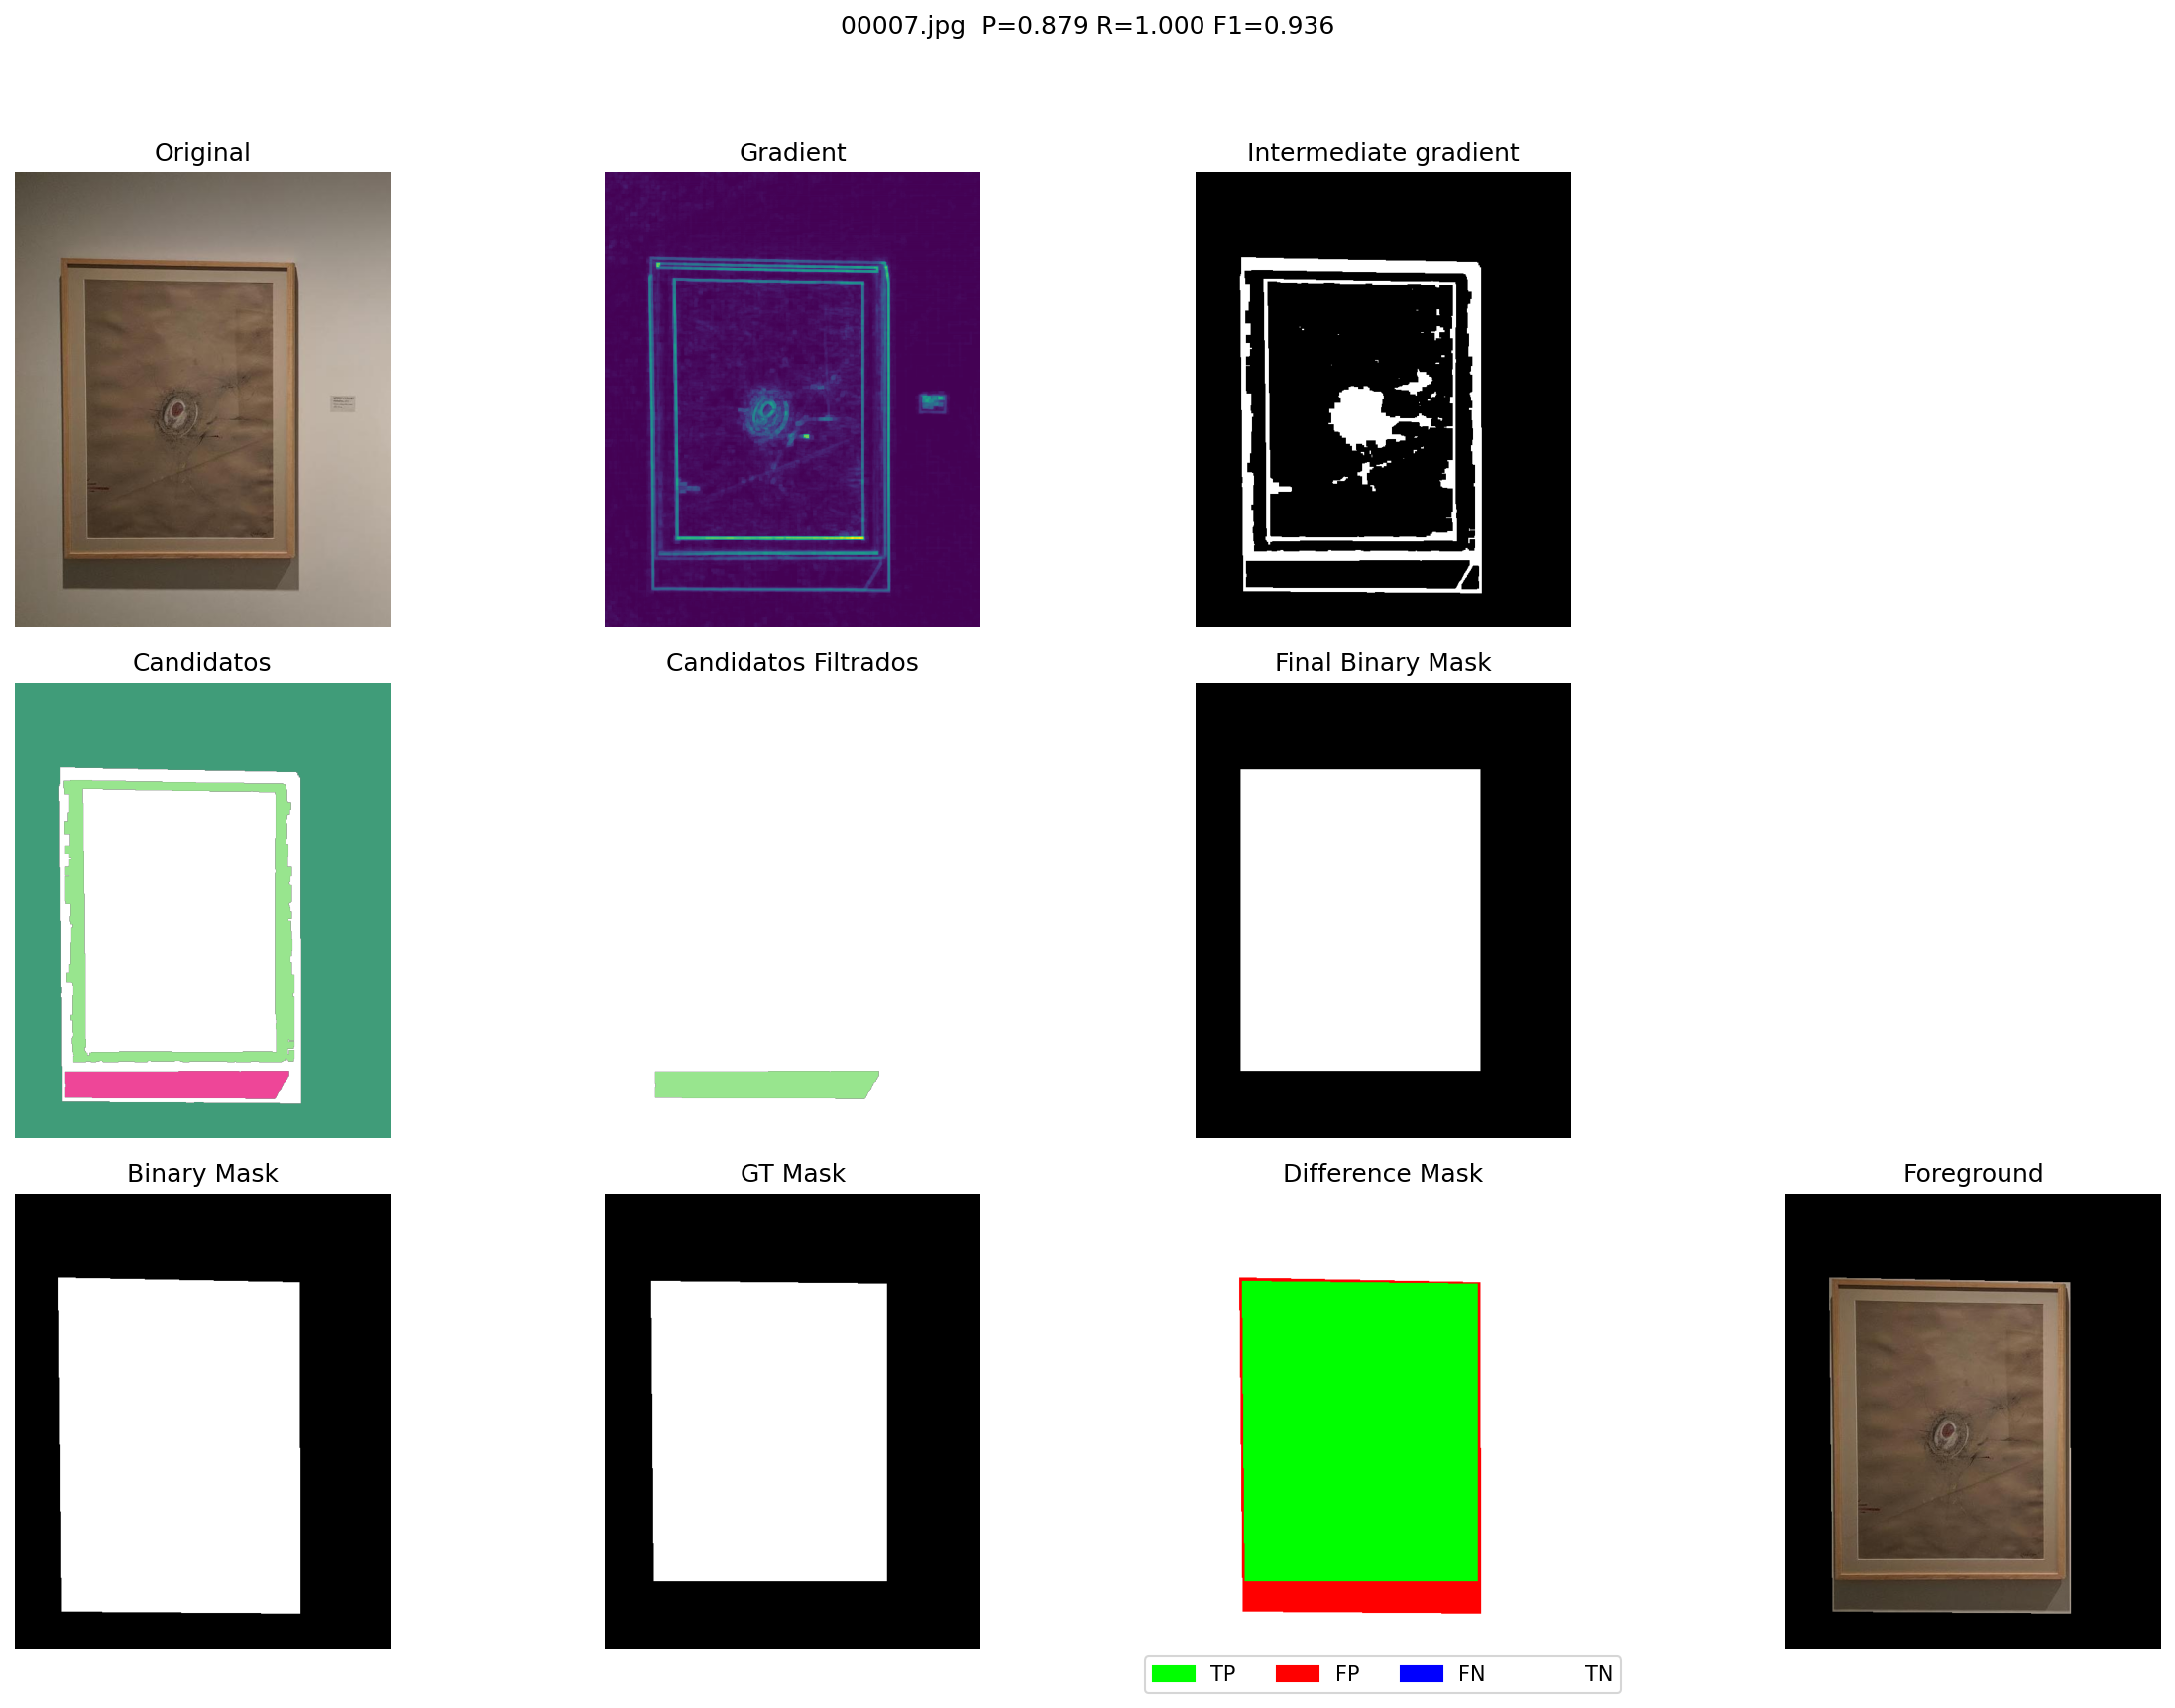 00007.jpg  P=0.879 R=1.000 F1=0.936
Original
Gradient
Intermediate gradient
Candidatos
Candidatos Filtrados
Final Binary Mask
Binary Mask
GT Mask
Difference Mask
Foreground
TP
FP
FN
TN